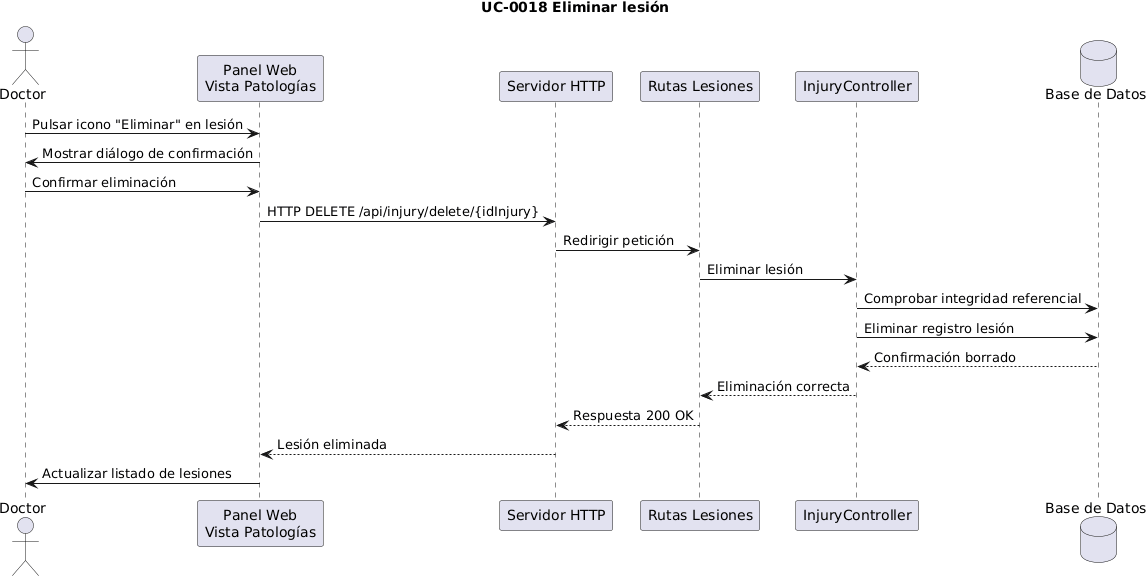 UC-0018 Eliminar lesión
Doctor
Panel Web
Vista Patologías
Servidor HTTP
Rutas Lesiones
InjuryController
Base de Datos
Pulsar icono "Eliminar" en lesión
Mostrar diálogo de confirmación
Confirmar eliminación
HTTP DELETE /api/injury/delete/{idInjury}
Redirigir petición
Eliminar lesión
Comprobar integridad referencial
Eliminar registro lesión
Confirmación borrado
Eliminación correcta
Respuesta 200 OK
Lesión eliminada
Actualizar listado de lesiones
Doctor
Panel Web
Vista Patologías
Servidor HTTP
Rutas Lesiones
InjuryController
Base de Datos